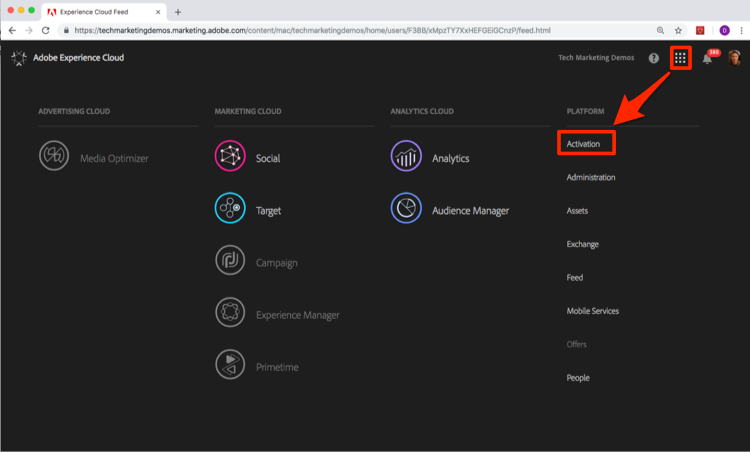 Experience Cloud Feed
https://techmarketingdemos.marketing.adobe.com/content/mac/techmarketingdemos/home/users/F3BB/xMpzTY7XxHEFGEiGCnzP/feed.html
D
Adobe Experience Cloud
Tech Marketing Demos
?
380
ADVERTISING CLOUD
MARKETING CLOUD
ANALYTICS CLOUD
PLATFORM
Media Optimizer
Social
Analytics
Activation
Administration
Target
Audience Manager
Assets
Exchange
Campaign
Feed
Experience Manager
Mobile Services
Offers
Primetime
People